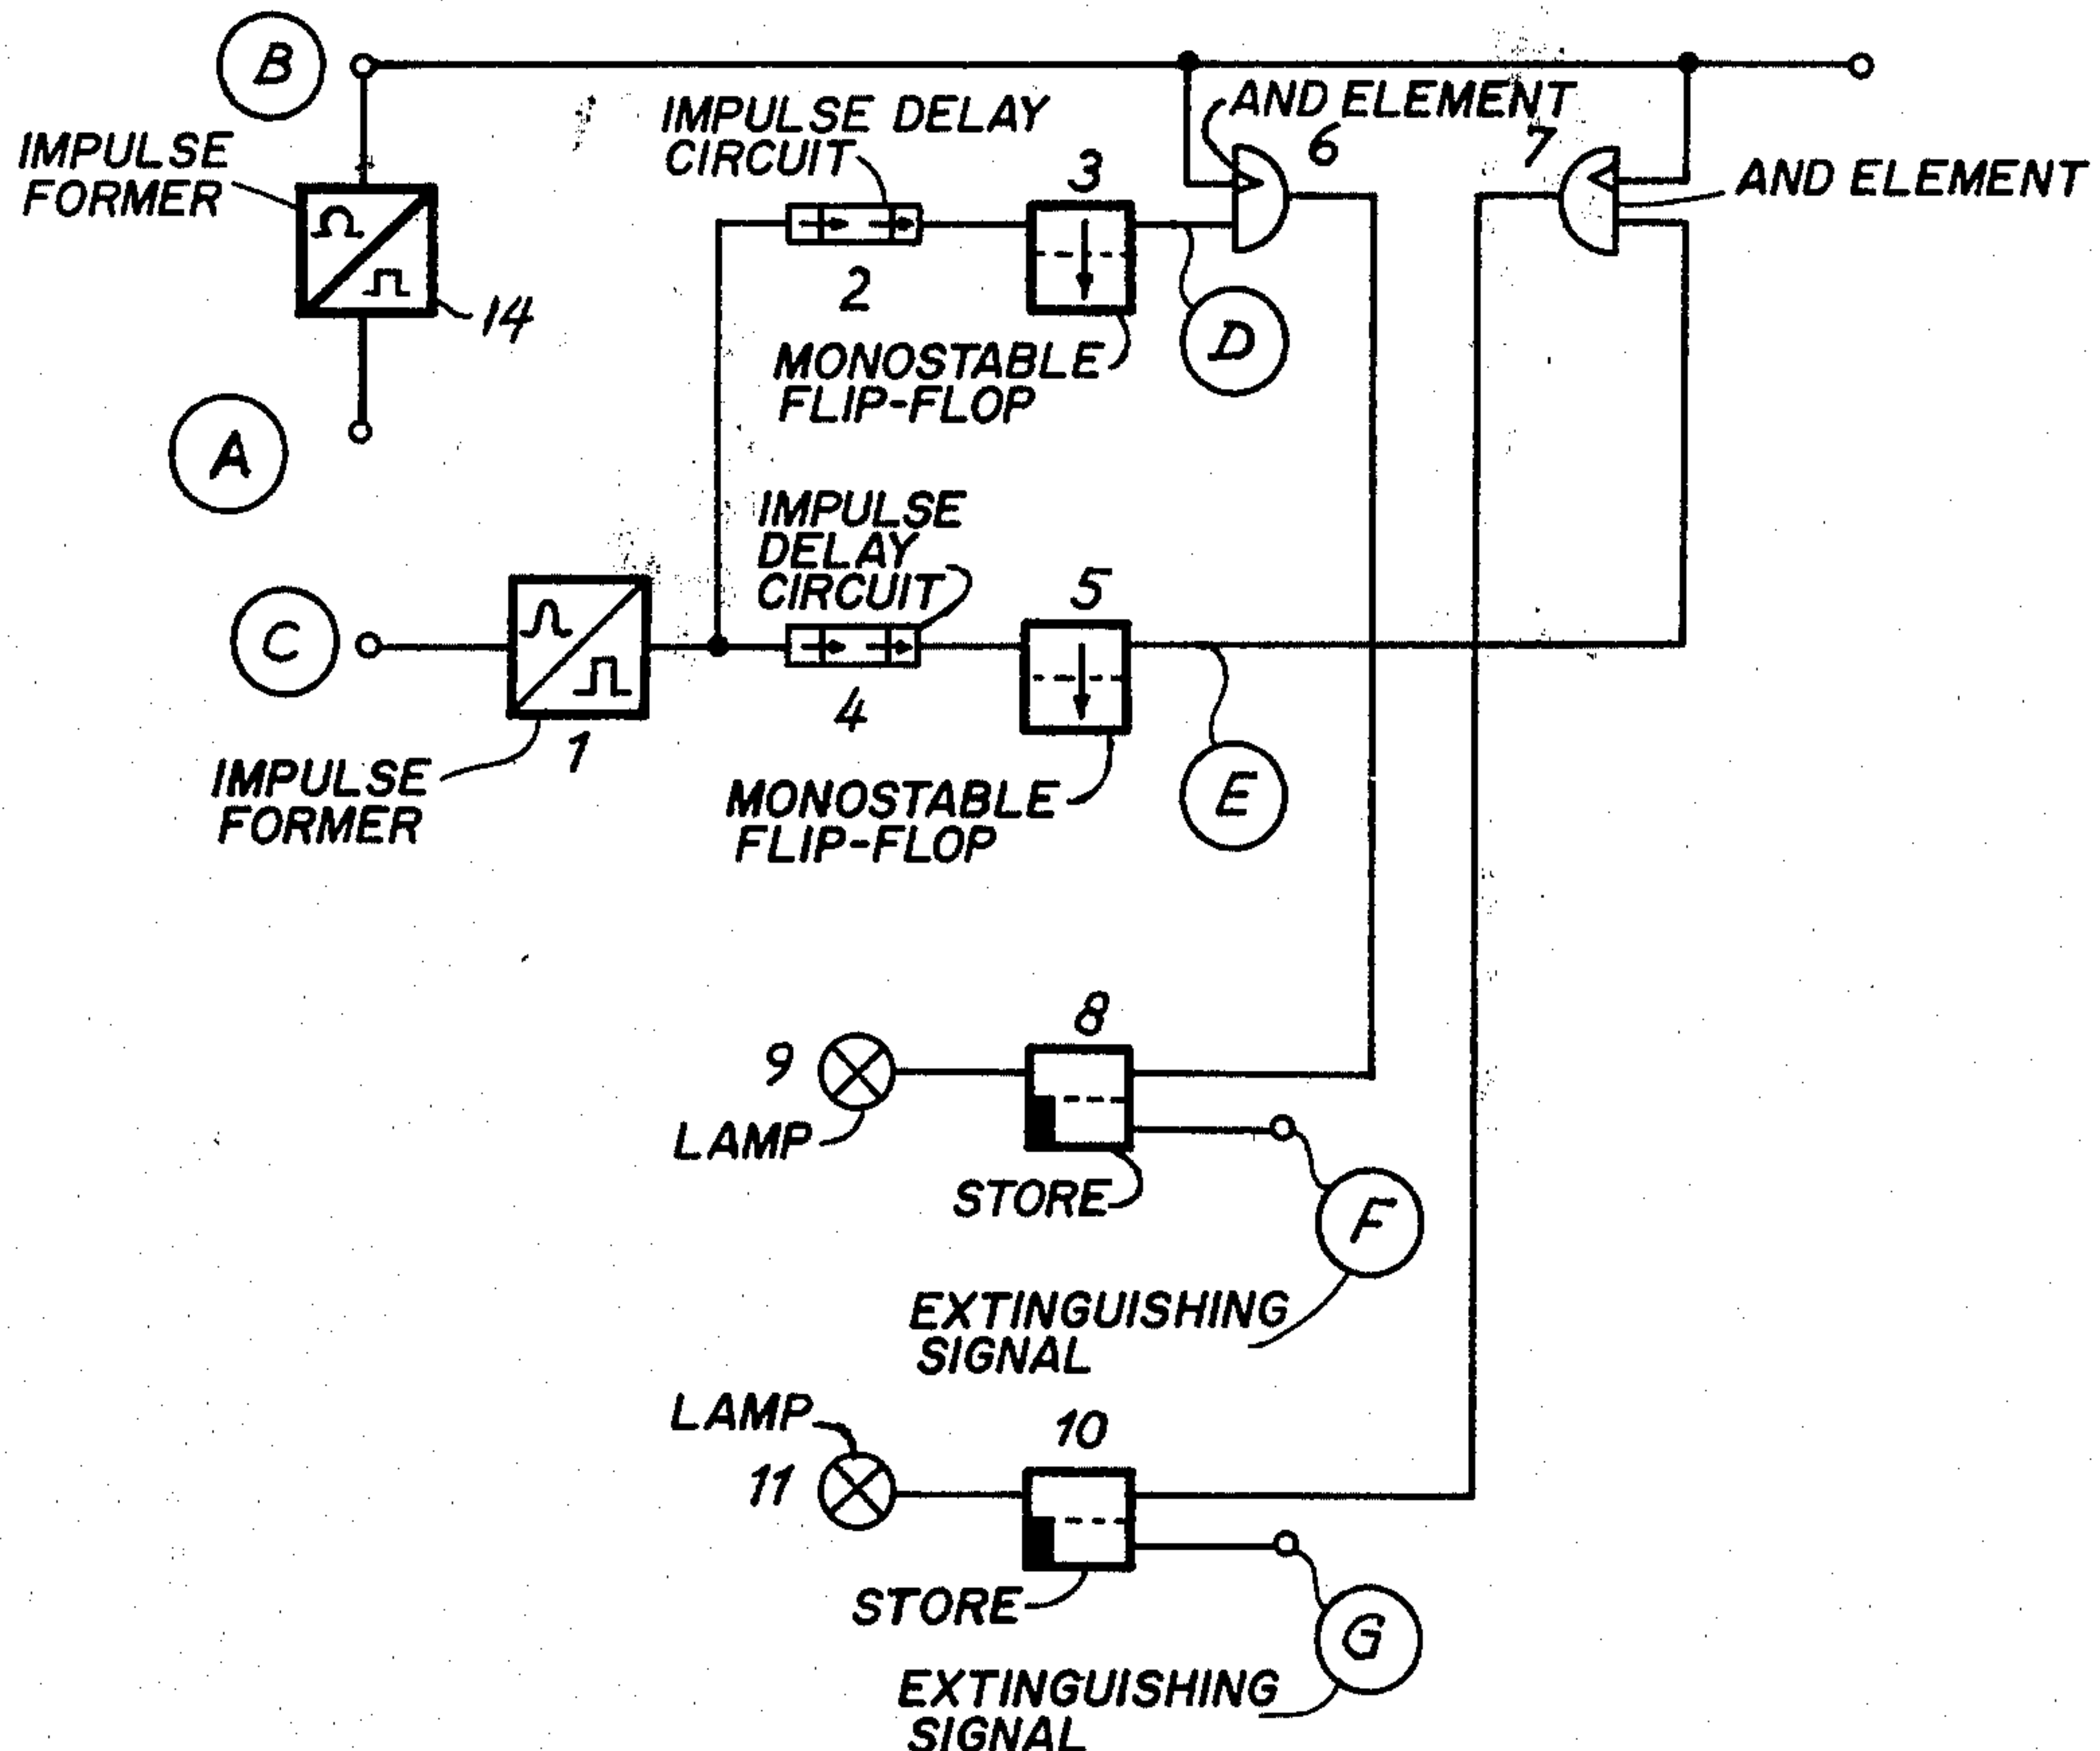 B
IMPULSE
FORMER
14
A
IMPULSE DELAY
CIRCUIT
2
3
MONOSTABLE
FLIP-FLOP
D
AND ELEMENT
6
7
AND ELEMENT
C
IMPULSE
FORMER
1
IMPULSE
DELAY
CIRCUIT
4
5
MONOSTABLE
FLIP-FLOP
E
8
9
LAMP
STORE
F
EXTINGUISHING
SIGNAL
LAMP
10
11
STORE
G
EXTINGUISHING
SIGNAL